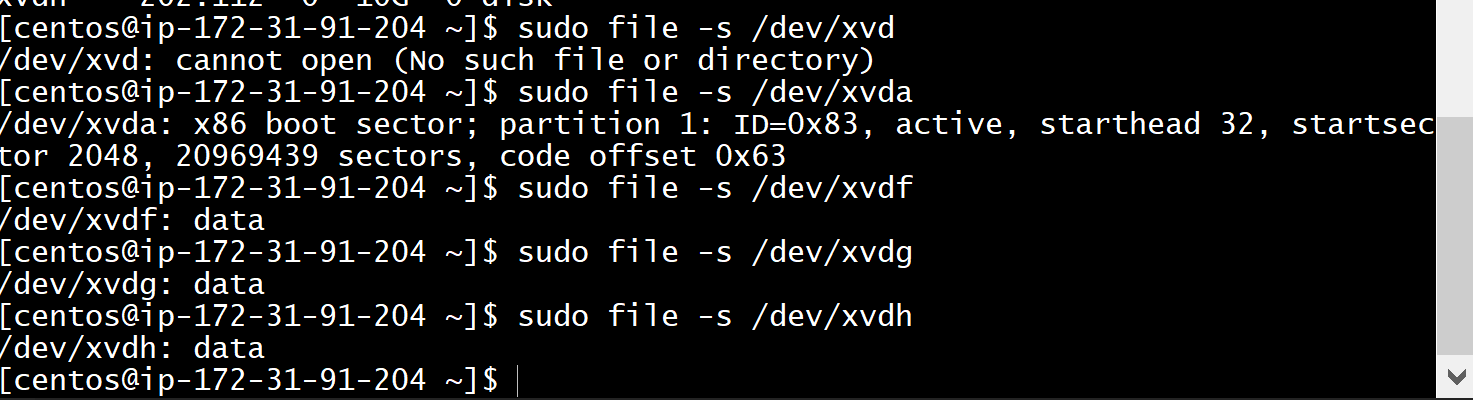 [centos@ip-172-31-91-204 ~]$ sudo file -s /dev/xvd
/dev/xvd: cannot open (No such file or directory)
[centos@ip-172-31-91-204 ~]$ sudo file -s /dev/xvda
/dev/xvda: x86 boot sector; partition 1: ID=0x83, active, starthead 32, startsec
tor 2048, 20969439 sectors, code offset 0x63
[centos@ip-172-31-91-204 ~]$ sudo file -s /dev/xvdf
/dev/xvdf: data
[centos@ip-172-31-91-204 ~]$ sudo file -s /dev/xvdg
/dev/xvdg: data
[centos@ip-172-31-91-204 ~]$ sudo file -s /dev/xvdh
/dev/xvdh: data
[centos@ip-172-31-91-204 ~]$